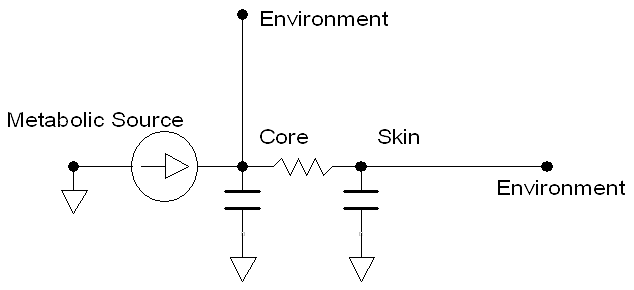 Environment
Metabolic Source
Core
Skin
Environment